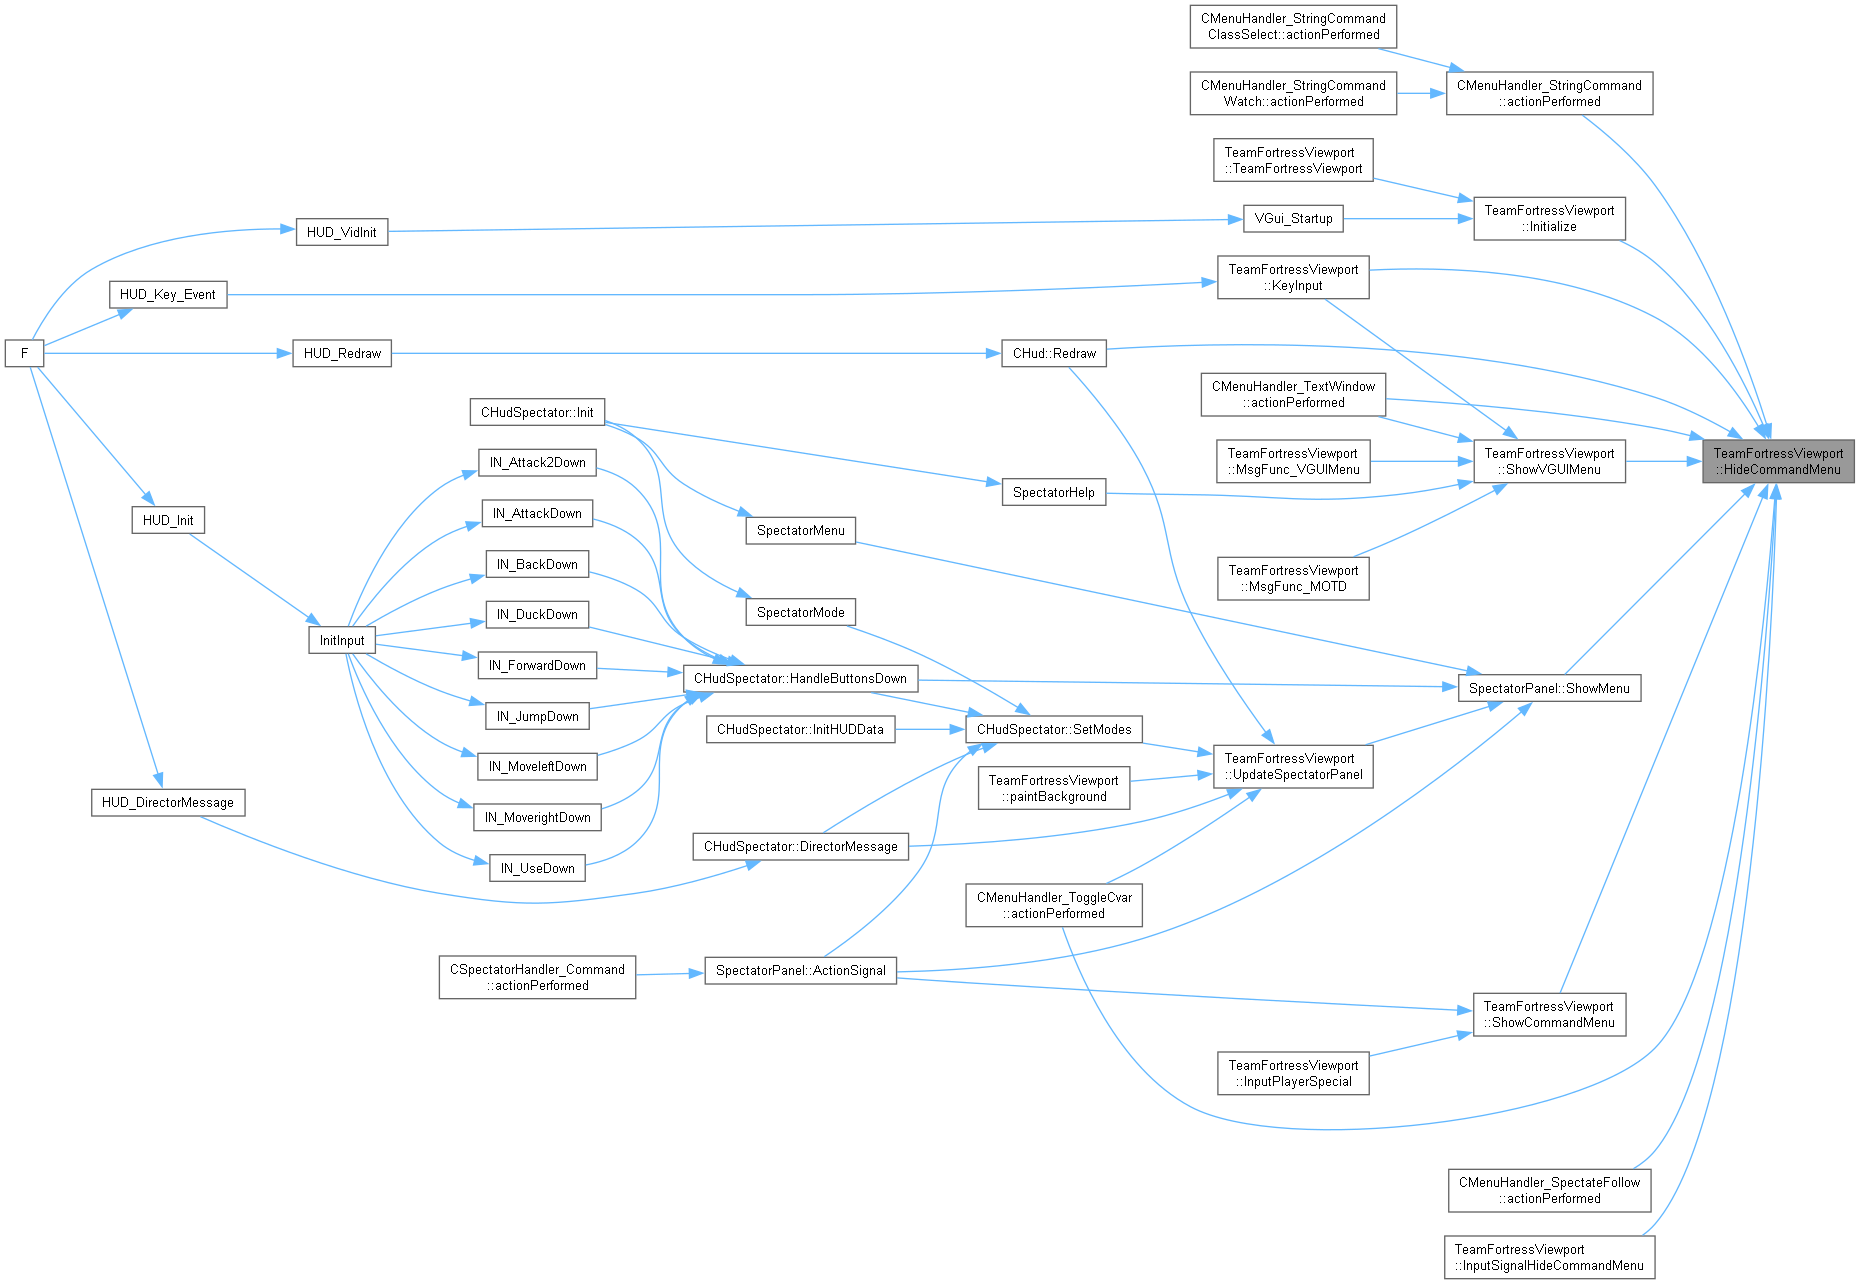 CMenuHandler_StringCommand
ClassSelect::actionPerformed
CMenuHandler_StringCommand
::actionPerformed
CMenuHandler_StringCommand
Watch::actionPerformed
TeamFortressViewport
::TeamFortressViewport
TeamFortressViewport
::Initialize
VGui_Startup
HUD_VidInit
TeamFortressViewport
::KeyInput
HUD_Key_Event
F
HUD_Redraw
CHud::Redraw
CMenuHandler_TextWindow
::actionPerformed
CHudSpectator::Init
TeamFortressViewport
::MsgFunc_VGUIMenu
TeamFortressViewport
::ShowVGUIMenu
TeamFortressViewport
::HideCommandMenu
IN_Attack2Down
SpectatorHelp
IN_AttackDown
HUD_Init
SpectatorMenu
IN_BackDown
TeamFortressViewport
::MsgFunc_MOTD
IN_DuckDown
SpectatorMode
InitInput
IN_ForwardDown
CHudSpectator::HandleButtonsDown
SpectatorPanel::ShowMenu
IN_JumpDown
CHudSpectator::InitHUDData
CHudSpectator::SetModes
IN_MoveleftDown
TeamFortressViewport
::UpdateSpectatorPanel
TeamFortressViewport
::paintBackground
HUD_DirectorMessage
IN_MoverightDown
CHudSpectator::DirectorMessage
IN_UseDown
CMenuHandler_ToggleCvar
::actionPerformed
CSpectatorHandler_Command
::actionPerformed
SpectatorPanel::ActionSignal
TeamFortressViewport
::ShowCommandMenu
TeamFortressViewport
::InputPlayerSpecial
CMenuHandler_SpectateFollow
::actionPerformed
TeamFortressViewport
::InputSignalHideCommandMenu